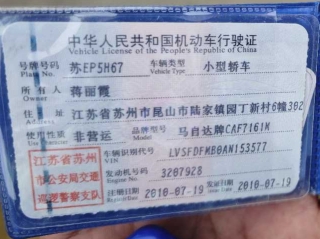 中华人民共和国机动车行驶证
Vehicle License of the People's Republic of China
号牌号码 苏EP5H67 车辆类型 小型轿车
Plate No. Vehicle Type
所有人 蒋丽霞
Owner
住址 江苏省苏州市昆山市陆家镇园丁新村6幢302
Address
使用性质 非营运 品牌型号 马自达牌CAF7161M
Model
江苏省苏州
市公安局交通
巡逻警察支队
车辆识别代号 LVSFDFMB0AN153577
VIN
发动机号码 3207928
Engine No.
注册日期 2010-07-19 发证日期 2010-07-19